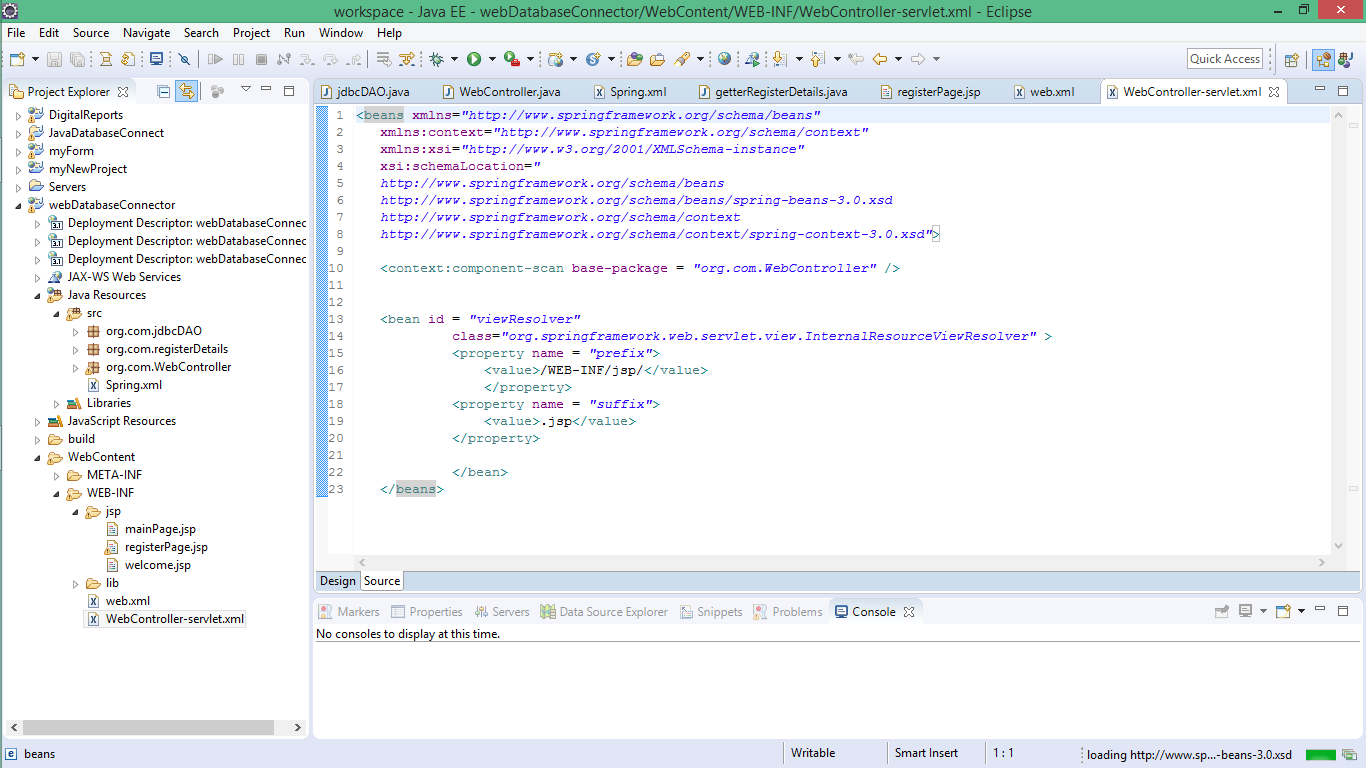 workspace - Java EE - webDatabaseConnector/WebContent/WEB-INF/WebController-servlet.xml - Eclipse
File Edit Source Navigate Search Project Run Window Help
Quick Access
Project Explorer
DigitalReports
JavaDatabaseConnect
myForm
myNewProject
Servers
webDatabaseConnector
Deployment Descriptor: webDatabaseConnec
Deployment Descriptor: webDatabaseConnec
Deployment Descriptor: webDatabaseConnec
JAX-WS Web Services
Java Resources
src
org.com.jdbcDAO
org.com.registerDetails
org.com.WebController
Spring.xml
Libraries
JavaScript Resources
build
WebContent
META-INF
WEB-INF
jsp
mainPage.jsp
registerPage.jsp
welcome.jsp
lib
web.xml
WebController-servlet.xml
jdbcDAO.java WebController.java Spring.xml getterRegisterDetails.java registerPage.jsp web.xml WebController-servlet.xml
1 <beans xmlns="http://www.springframework.org/schema/beans"
2 xmlns:context="http://www.springframework.org/schema/context"
3 xmlns:xsi="http://www.w3.org/2001/XMLSchema-instance"
4 xsi:schemaLocation="
5 http://www.springframework.org/schema/beans
6 http://www.springframework.org/schema/beans/spring-beans-3.0.xsd
7 http://www.springframework.org/schema/context
8 http://www.springframework.org/schema/context/spring-context-3.0.xsd">
9
10 <context:component-scan base-package = "org.com.WebController" />
11
12
13 <bean id = "viewResolver"
14 class="org.springframework.web.servlet.view.InternalResourceViewResolver" >
15 <property name = "prefix">
16 <value>/WEB-INF/jsp/</value>
17 </property>
18 <property name = "suffix">
19 <value>.jsp</value>
20 </property>
21
22 </bean>
23 </beans>
Design Source
Markers Properties Servers Data Source Explorer Snippets Problems Console
No consoles to display at this time.
beans
Writable
Smart Insert
1 : 1
loading http://www.sp...-beans-3.0.xsd